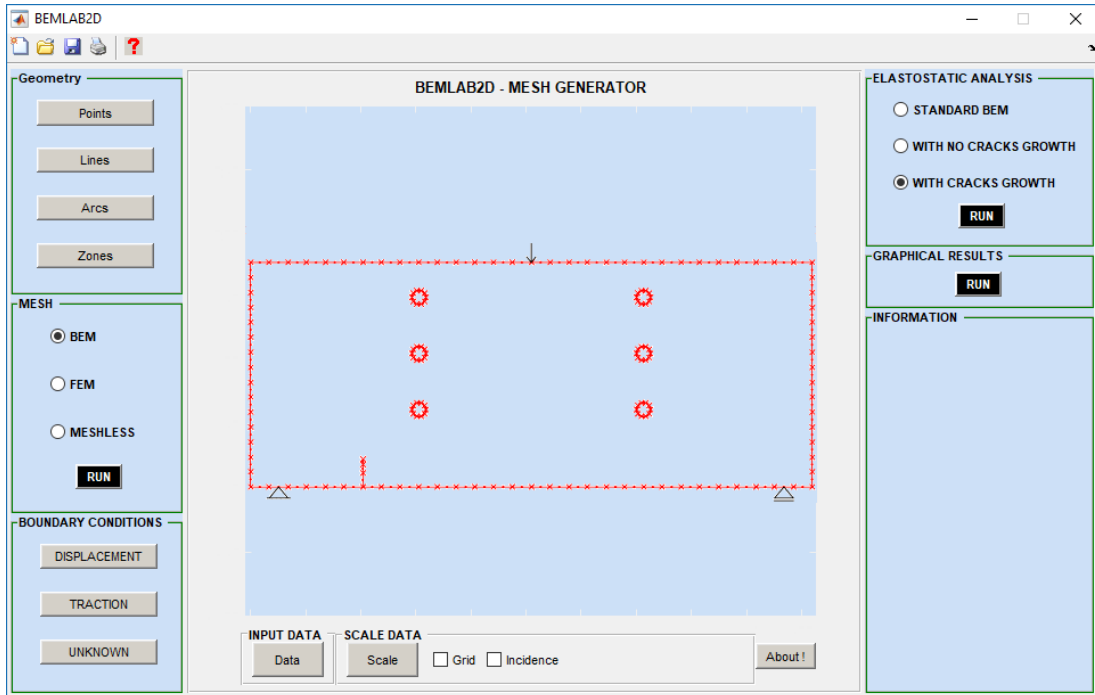 BEMLAB2D
?
Geometry
Points
Lines
Arcs
Zones
MESH
BEM
FEM
MESHLESS
RUN
BOUNDARY CONDITIONS
DISPLACEMENT
TRACTION
UNKNOWN
BEMLAB2D - MESH GENERATOR
INPUT DATA
Data
SCALE DATA
Scale
Grid
Incidence
About !
ELASTOSTATIC ANALYSIS
STANDARD BEM
WITH NO CRACKS GROWTH
WITH CRACKS GROWTH
RUN
GRAPHICAL RESULTS
RUN
INFORMATION